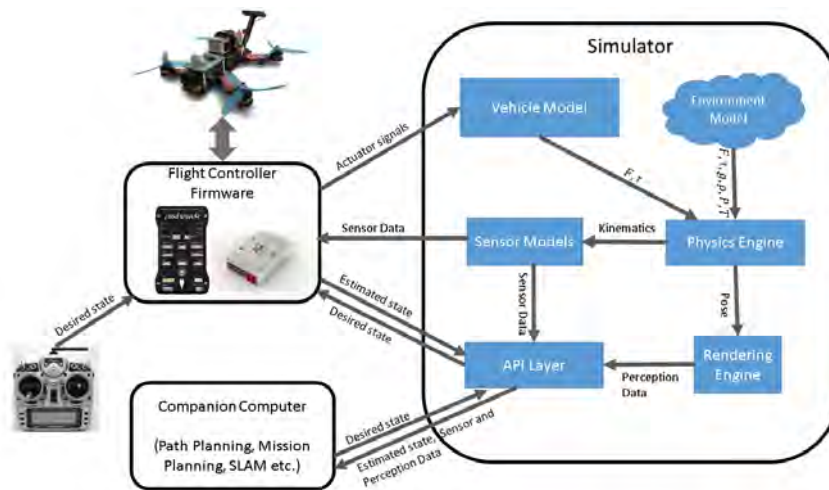 Simulator
Vehicle Model
Environment
Model
Actuator signals
F, τ
F, τ, g, ρ, P, T
Flight Controller
Firmware
Sensor Data
Sensor Models
Kinematics
Physics Engine
Desired state
Estimated state
Desired state
Sensor Data
Pose
API Layer
Perception
Data
Rendering
Engine
Companion Computer
(Path Planning, Mission
Planning, SLAM etc.)
Desired state
Estimated state, Sensor and
Perception Data